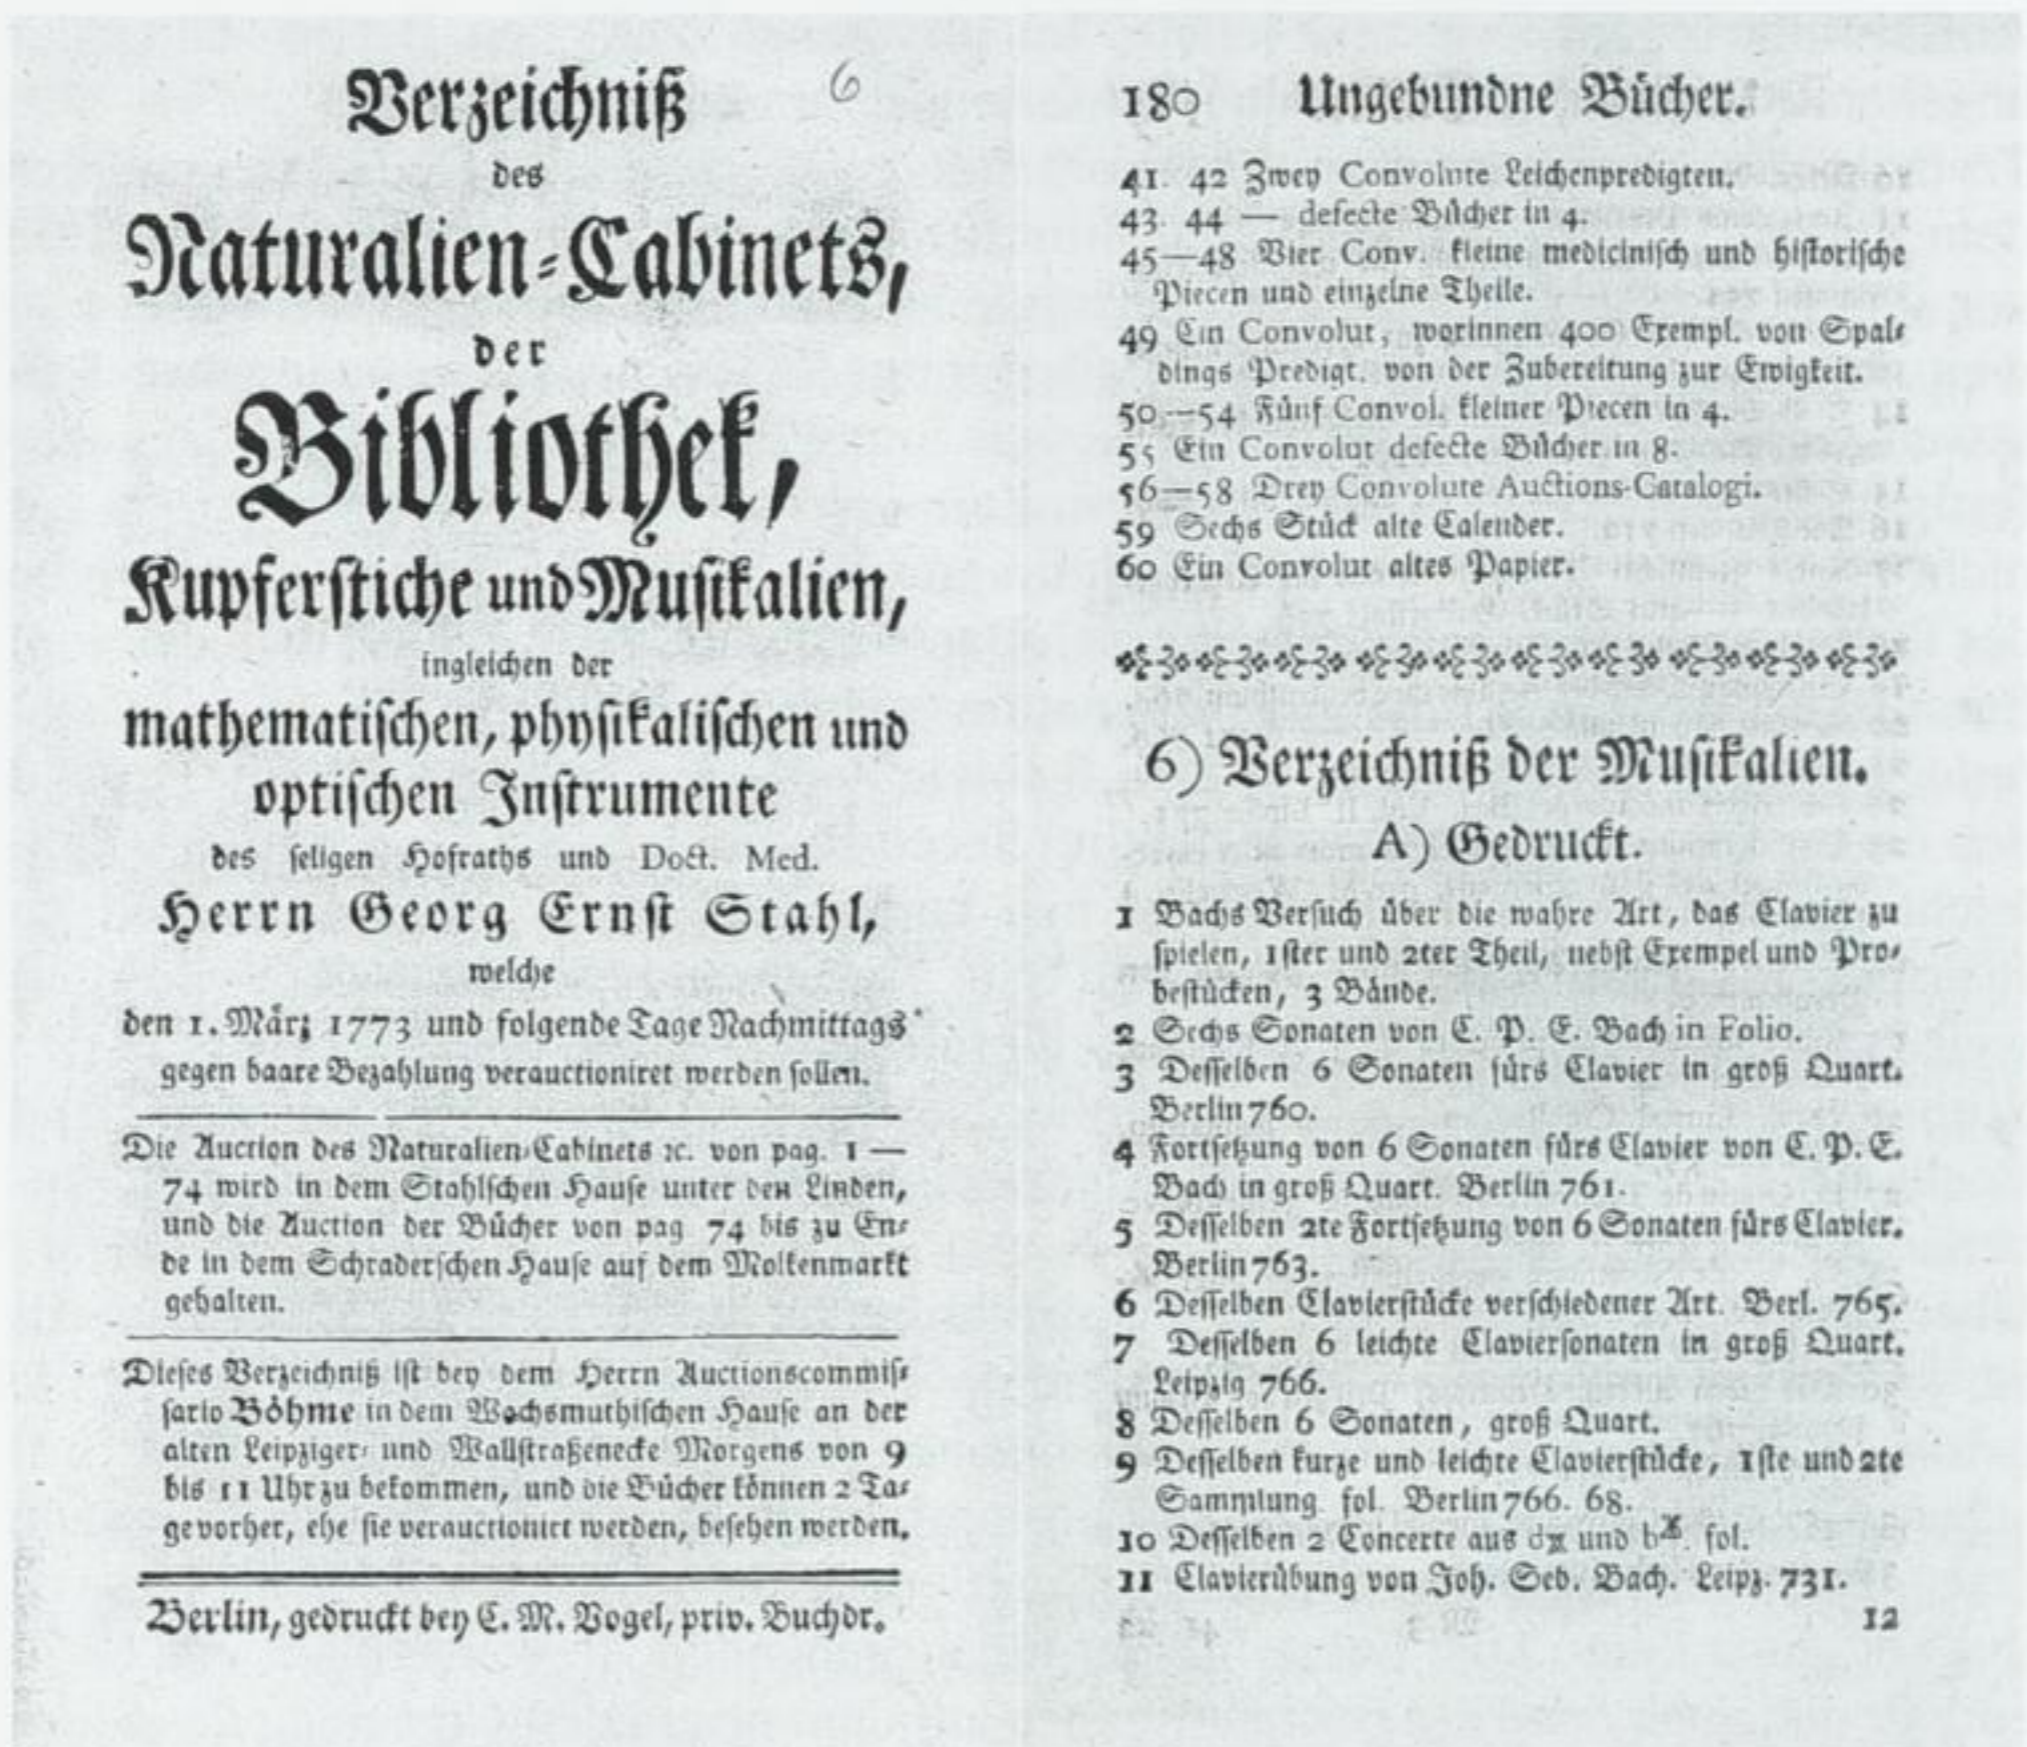 Verzeichniß
6
des
Naturalien-Cabinets,
der
Bibliothek,
Kupferstiche und Musikalien,
ingleichen der
mathematischen, physikalischen und
optischen Instrumente
des seligen Hofraths und Doct. Med.
Herrn Georg Ernst Stahl,
welche
den 1. März 1773 und folgende Tage Nachmittags
gegen baare Bezahlung verauctioniret werden sollen.
Die Auction des Naturalien-Cabinets ꝛc. von pag. 1 —
74 wird in dem Stahlschen Hause unter den Linden,
und die Auction der Bücher von pag 74 bis zu En-
de in dem Schraderschen Hause auf dem Molkenmarkt
gehalten.
Dieses Verzeichniß ist bey dem Herrn Auctionscommis-
sario Böhme in dem Wachsmuthischen Hause an der
alten Leipziger- und Wallstraßenecke Morgens von 9
bis 11 Uhr zu bekommen, und die Bücher können 2 Ta-
ge vorher, ehe sie verauctionirt werden, besehen werden.
Berlin, gedruckt bey C. M. Vogel, priv. Buchdr.
180 Ungebundne Bücher.
41. 42 Zwey Convolute Leichenpredigten.
43. 44 — defecte Bücher in 4.
45—48 Vier Conv. kleine medicinisch und historische
Piecen und einzelne Theile.
49 Ein Convolut, worinnen 400 Exempl. von Spal-
dings Predigt. von der Zubereitung zur Ewigkeit.
50—54 Fünf Convol. kleiner Piecen in 4.
55 Ein Convolut defecte Bücher in 8.
56—58 Drey Convolute Auctions-Catalogi.
59 Sechs Stück alte Calender.
60 Ein Convolut altes Papier.
6) Verzeichniß der Musikalien.
A) Gedruckt.
1 Bachs Versuch über die wahre Art, das Clavier zu
spielen, 1ster und 2ter Theil, nebst Exempel und Pro-
bestücken, 3 Bände.
2 Sechs Sonaten von C. P. E. Bach in Folio.
3 Desselben 6 Sonaten fürs Clavier in groß Quart.
Berlin 760.
4 Fortsetzung von 6 Sonaten fürs Clavier von C. P. E.
Bach in groß Quart. Berlin 761.
5 Desselben 2te Fortsetzung von 6 Sonaten fürs Clavier.
Berlin 763.
6 Desselben Clavierstücke verschiedener Art. Berl. 765.
7 Desselben 6 leichte Claviersonaten in groß Quart.
Leipzig 766.
8 Desselben 6 Sonaten, groß Quart.
9 Desselben kurze und leichte Clavierstücke, 1ste und 2te
Sammlung fol. Berlin 766. 68.
10 Desselben 2 Concerte aus und fol.
11 Clavierübung von Joh. Seb. Bach. Leipz. 731.
12